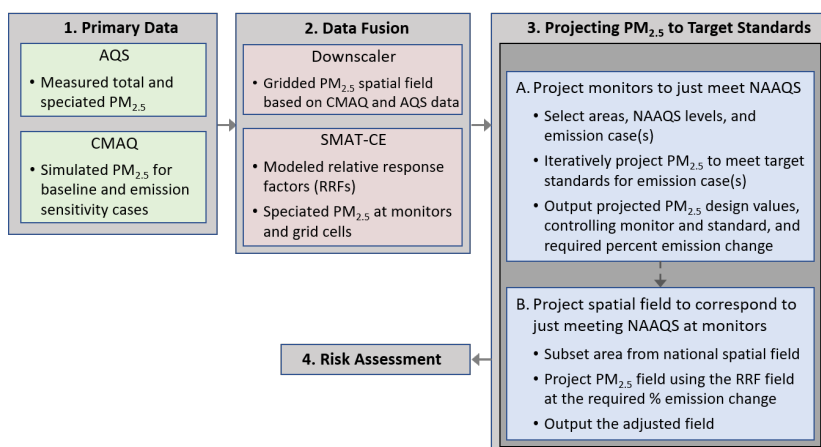 1. Primary Data
AQS
• Measured total and
speciated PM2.5
CMAQ
• Simulated PM2.5 for
baseline and emission
sensitivity cases
2. Data Fusion
Downscaler
• Gridded PM2.5 spatial field
based on CMAQ and AQS data
SMAT-CE
• Modeled relative response
factors (RRFs)
• Speciated PM2.5 at monitors
and grid cells
3. Projecting PM2.5 to Target Standards
A. Project monitors to just meet NAAQS
• Select areas, NAAQS levels, and
emission case(s)
• Iteratively project PM2.5 to meet target
standards for emission case(s)
• Output projected PM2.5 design values,
controlling monitor and standard, and
required percent emission change
B. Project spatial field to correspond to
just meeting NAAQS at monitors
• Subset area from national spatial field
• Project PM2.5 field using the RRF field
at the required % emission change
• Output the adjusted field
4. Risk Assessment